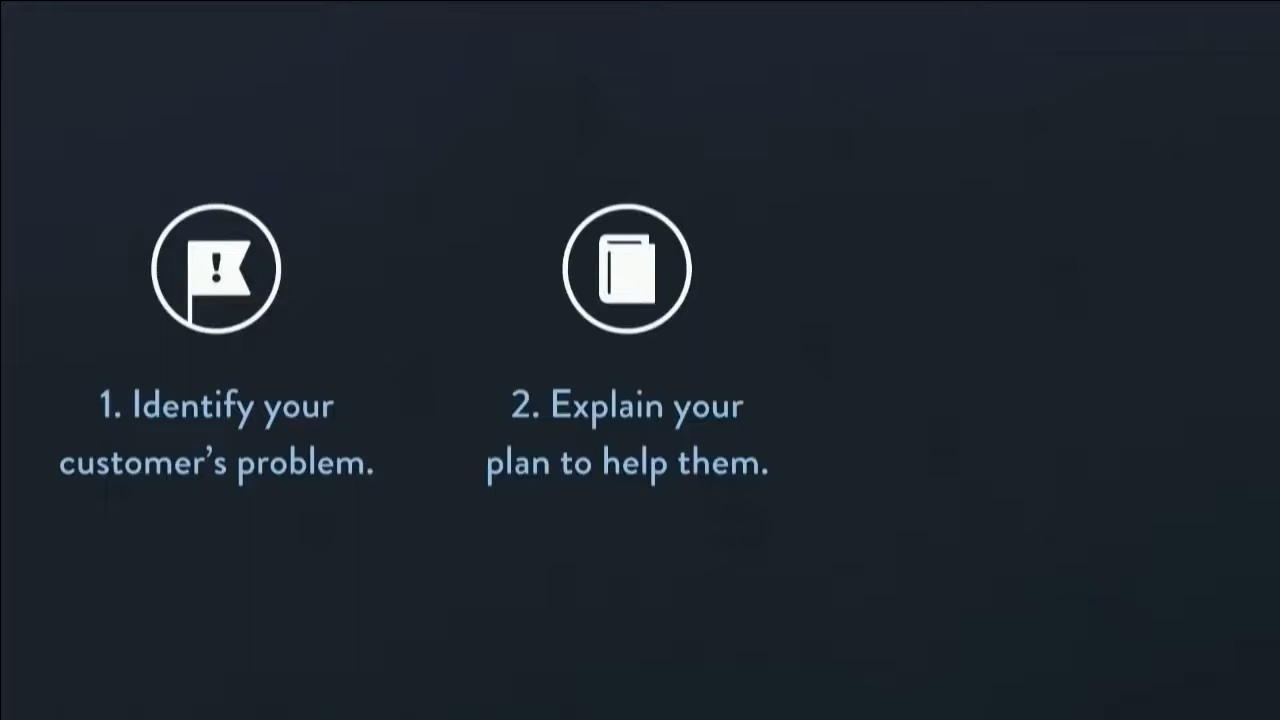 1. Identify your
customer’s problem.
2. Explain your
plan to help them.